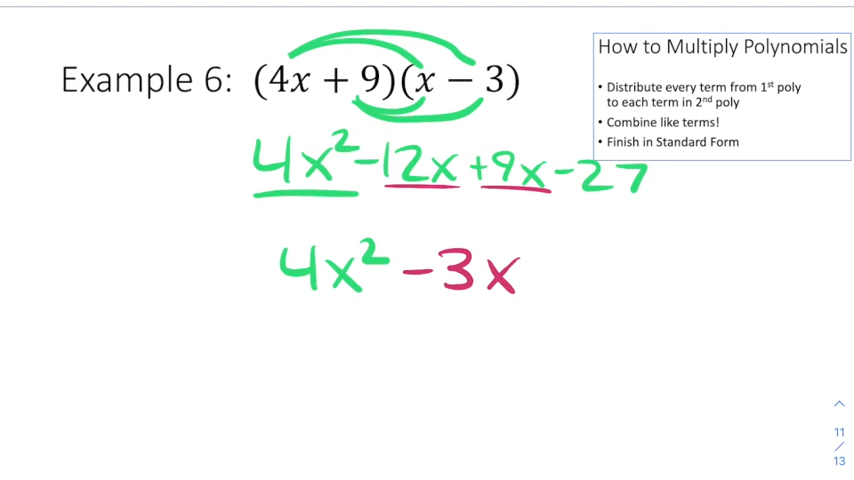 How to Multiply Polynomials
Example 6: (4x + 9)(x − 3)
• Distribute every term from 1st poly
to each term in 2nd poly
• Combine like terms!
• Finish in Standard Form
4x² -12x +9x -27
4x² -3x
11
/
13